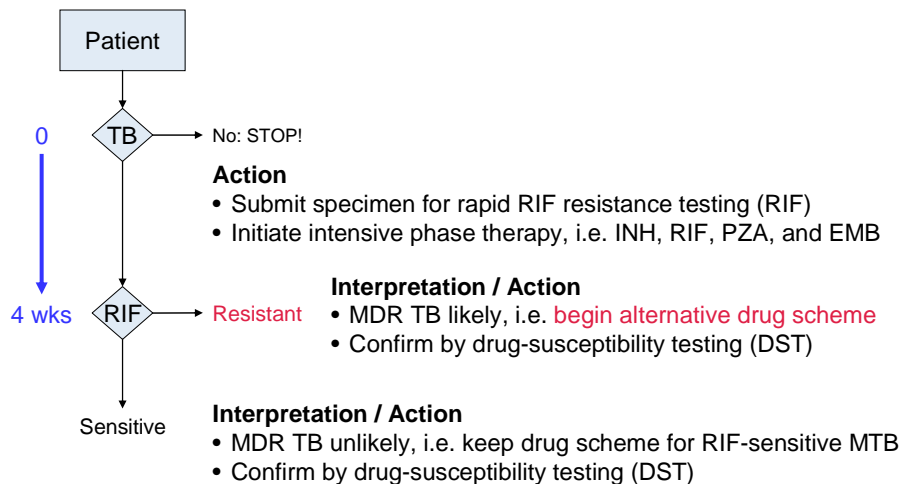 Patient
0
TB
No: STOP!
Action
• Submit specimen for rapid RIF resistance testing (RIF)
• Initiate intensive phase therapy, i.e. INH, RIF, PZA, and EMB
4 wks
RIF
Resistant
Interpretation / Action
• MDR TB likely, i.e. begin alternative drug scheme
• Confirm by drug-susceptibility testing (DST)
Sensitive
Interpretation / Action
• MDR TB unlikely, i.e. keep drug scheme for RIF-sensitive MTB
• Confirm by drug-susceptibility testing (DST)